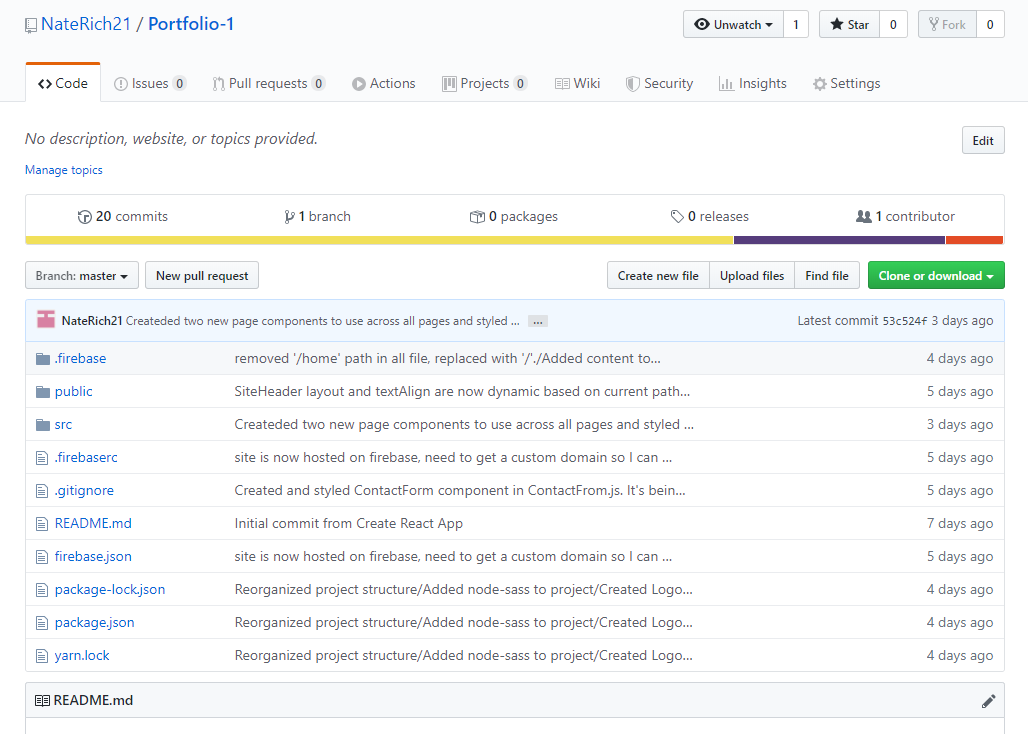 NateRich21 / Portfolio-1
Unwatch 1 Star 0 Fork 0
Code Issues 0 Pull requests 0 Actions Projects 0 Wiki Security Insights Settings
No description, website, or topics provided.
Edit
Manage topics
20 commits 1 branch 0 packages 0 releases 1 contributor
Branch: master New pull request Create new file Upload files Find file Clone or download
NateRich21 Createded two new page components to use across all pages and styled ... ... Latest commit 53c524f 3 days ago
.firebase removed '/home' path in all file, replaced with '/'./Added content to... 4 days ago
public SiteHeader layout and textAlign are now dynamic based on current path... 5 days ago
src Createded two new page components to use across all pages and styled ... 3 days ago
.firebaserc site is now hosted on firebase, need to get a custom domain so I can ... 5 days ago
.gitignore Created and styled ContactForm component in ContactFrom.js. It's bein... 5 days ago
README.md Initial commit from Create React App 7 days ago
firebase.json site is now hosted on firebase, need to get a custom domain so I can ... 5 days ago
package-lock.json Reorganized project structure/Added node-sass to project/Created Logo... 4 days ago
package.json Reorganized project structure/Added node-sass to project/Created Logo... 4 days ago
yarn.lock Reorganized project structure/Added node-sass to project/Created Logo... 4 days ago
README.md